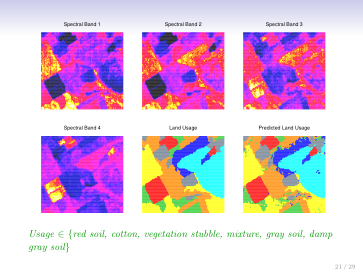 Spectral Band 1
Spectral Band 2
Spectral Band 3
Spectral Band 4
Land Usage
Predicted Land Usage
Usage ∈ {red soil, cotton, vegetation stubble, mixture, gray soil, damp
gray soil}
21 / 29